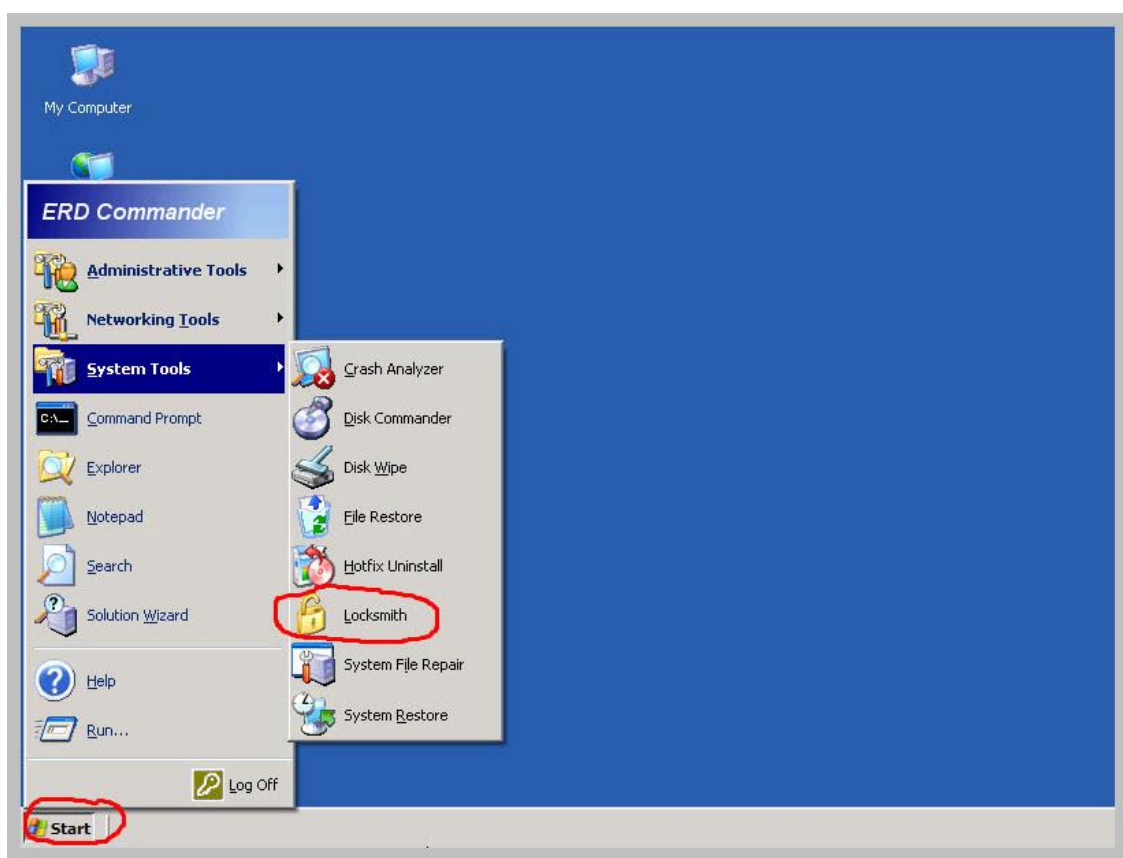 My Computer
ERD Commander
Administrative Tools
Networking Tools
System Tools
Command Prompt
Explorer
Notepad
Search
Solution Wizard
Help
Run...
Log Off
Crash Analyzer
Disk Commander
Disk Wipe
File Restore
Hotfix Uninstall
Locksmith
System File Repair
System Restore
Start